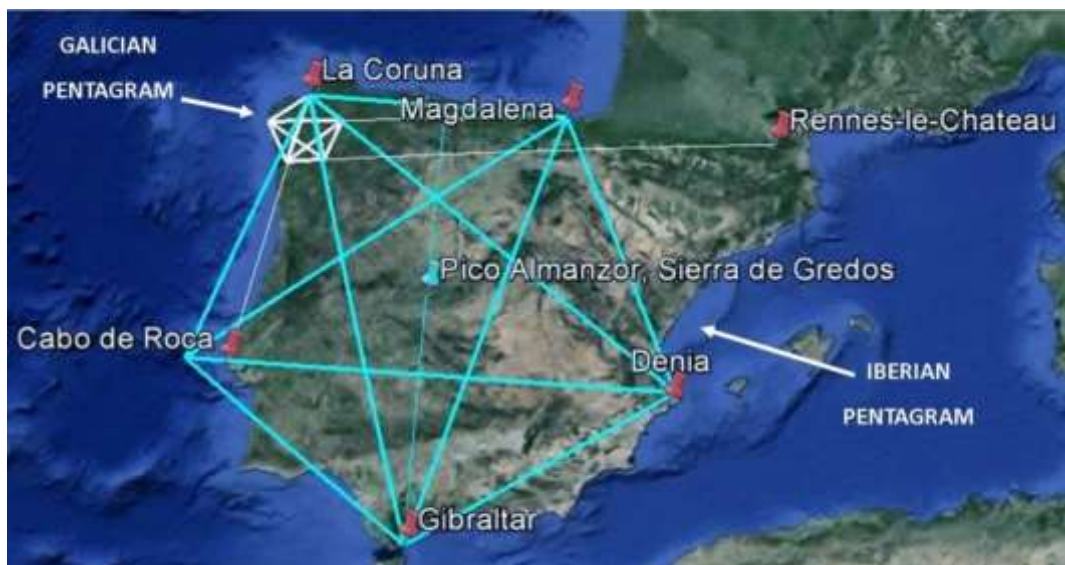 GALICIAN
PENTAGRAM
La Coruna
Magdalena
Rennes-le-Chateau
Pico Almanzor, Sierra de Gredos
Cabo de Roca
Denia
IBERIAN
PENTAGRAM
Gibraltar